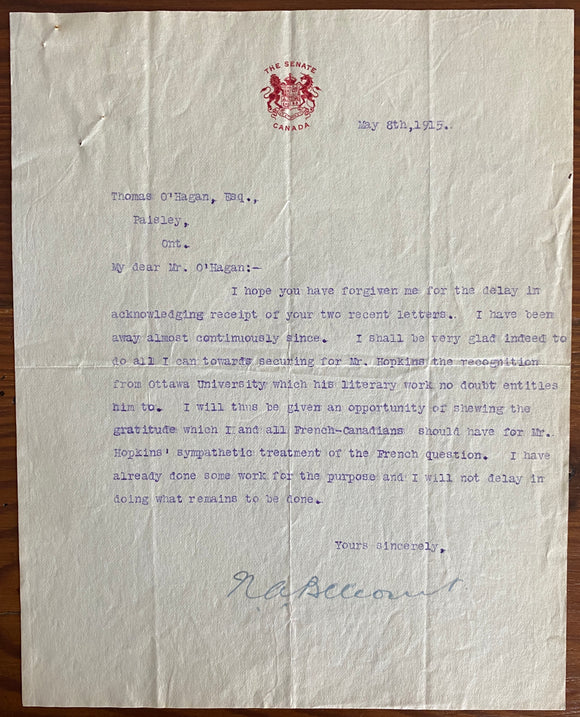 THE SENATE
CANADA
May 8th,1915.
Thomas O'Hagan, Esq.,
Paisley,
Ont.
My dear Mr. O'Hagan:-
I hope you have forgiven me for the delay in
acknowledging receipt of your two recent letters. I have been
away almost continuously since. I shall be very glad indeed to
do all I can towards securing for Mr. Hopkins the recognition
from Ottawa University which his literary work no doubt entitles
him to. I will thus be given an opportunity of shewing the
gratitude which I and all French-Canadians should have for Mr.
Hopkins' sympathetic treatment of the French question. I have
already done some work for the purpose and I will not delay in
doing what remains to be done.
Yours sincerely,
N.A. Belcourt